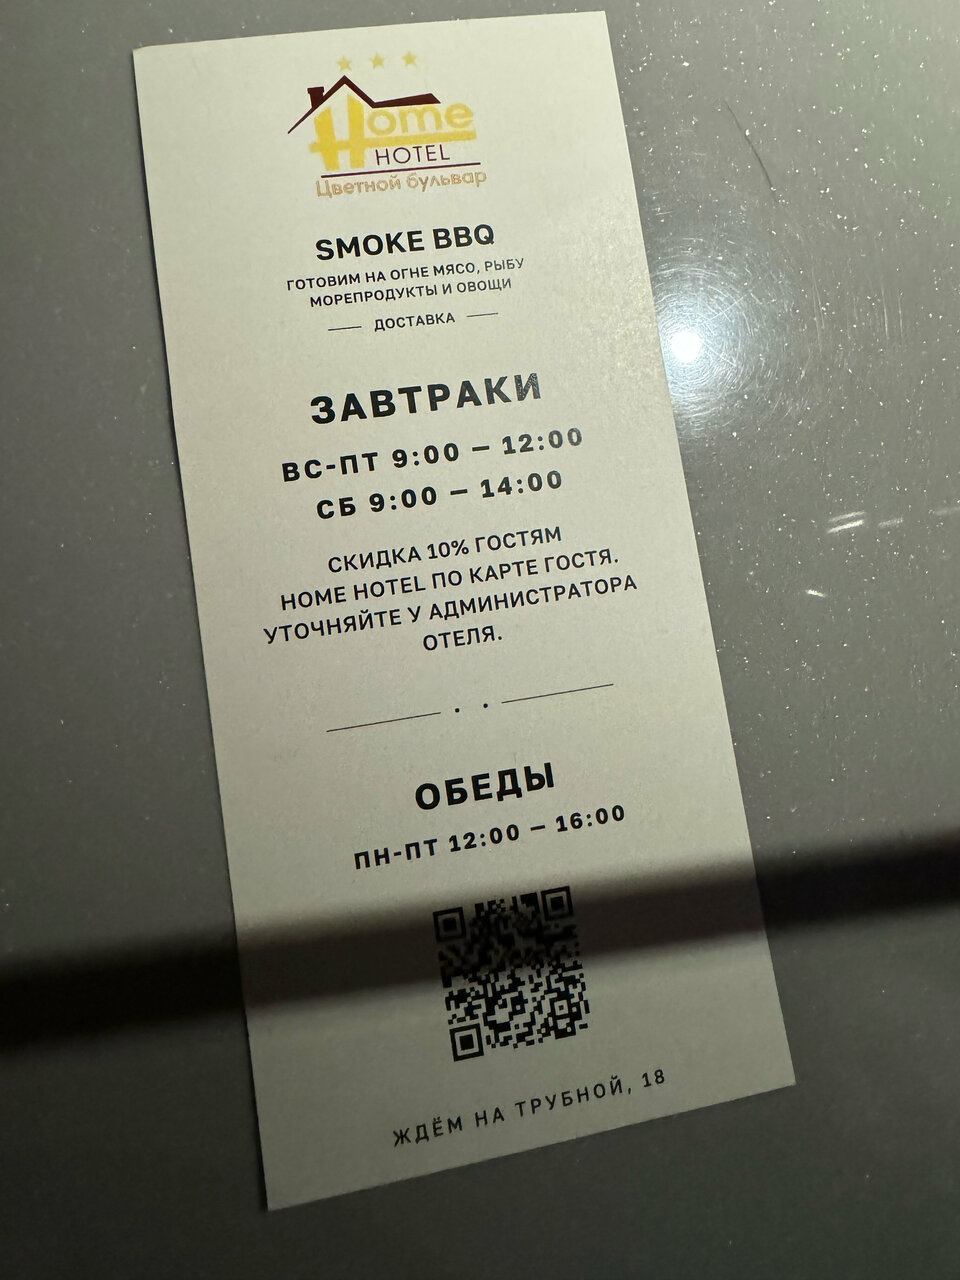 Home
HOTEL
Цветной бульвар
SMOKE BBQ
ГОТОВИМ НА ОГНЕ МЯСО, РЫБУ
МОРЕПРОДУКТЫ И ОВОЩИ
ДОСТАВКА
ЗАВТРАКИ
ВС-ПТ 9:00 — 12:00
СБ 9:00 — 14:00
СКИДКА 10% ГОСТЯМ
HOME HOTEL ПО КАРТЕ ГОСТЯ.
УТОЧНЯЙТЕ У АДМИНИСТРАТОРА
ОТЕЛЯ.
ОБЕДЫ
ПН-ПТ 12:00 — 16:00
ЖДЁМ НА ТРУБНОЙ, 18